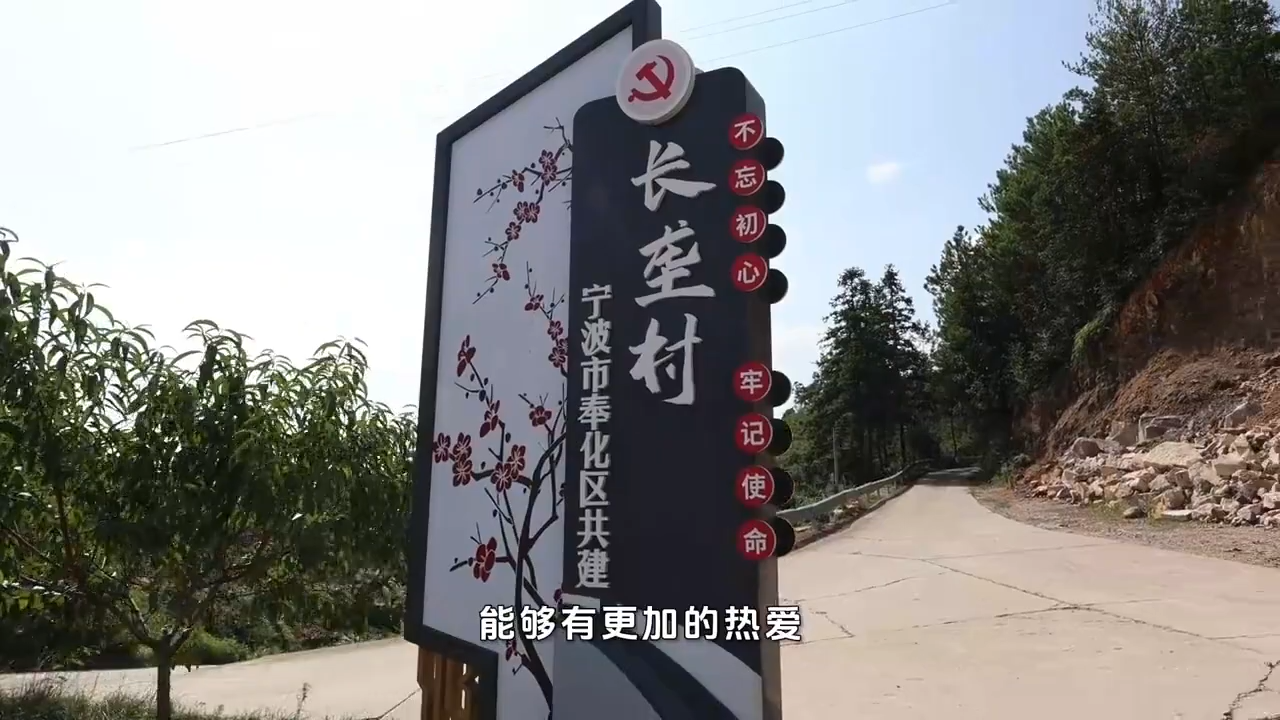 长垄村
宁波市奉化区共建
不忘初心
牢记使命
能够有更加的热爱